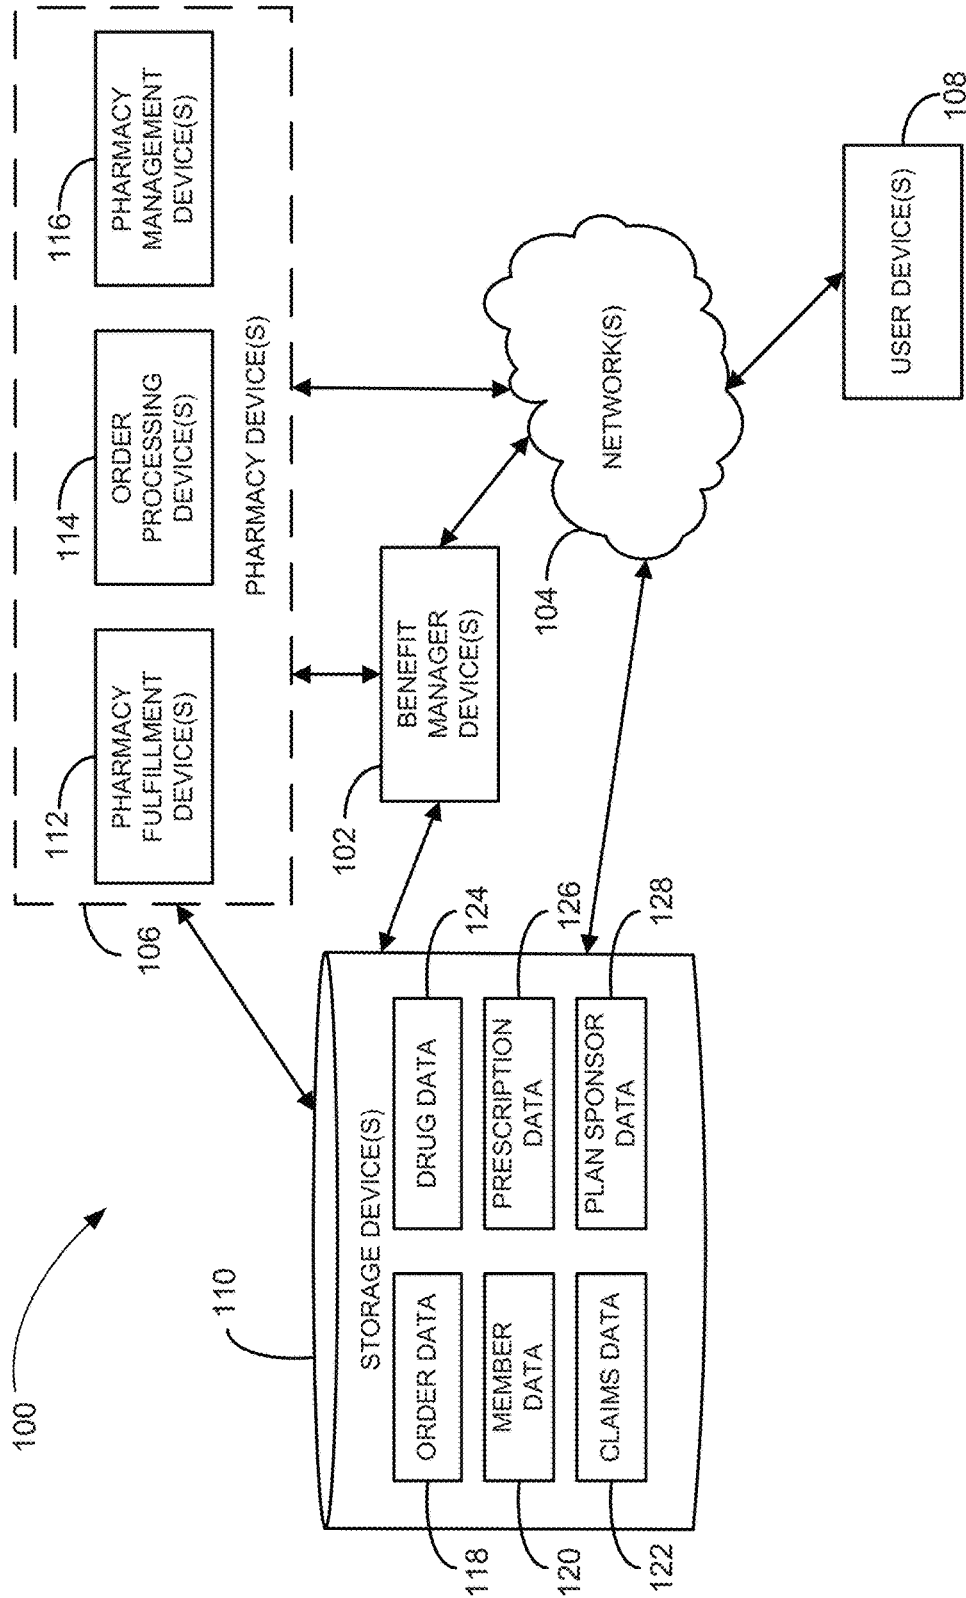 100
110
STORAGE DEVICE(S)
118
ORDER DATA
DRUG DATA
124
120
MEMBER
DATA
PRESCRIPTION
DATA
126
122
CLAIMS DATA
PLAN SPONSOR
DATA
128
106
112
PHARMACY
FULFILLMENT
DEVICE(S)
114
ORDER
PROCESSING
DEVICE(S)
116
PHARMACY
MANAGEMENT
DEVICE(S)
PHARMACY DEVICE(S)
102
BENEFIT
MANAGER
DEVICE(S)
104
NETWORK(S)
108
USER DEVICE(S)